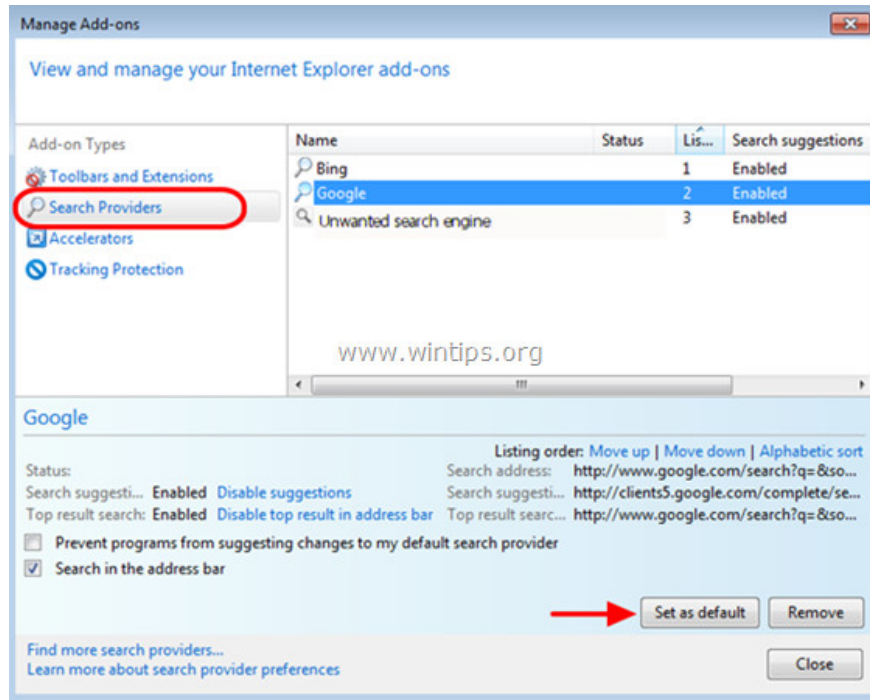 Manage Add-ons
View and manage your Internet Explorer add-ons
Add-on Types
Toolbars and Extensions
Search Providers
Accelerators
Tracking Protection
Name Status Lis... Search suggestions
Bing 1 Enabled
Google 2 Enabled
Unwanted search engine 3 Enabled
www.wintips.org
Google
Listing order: Move up | Move down | Alphabetic sort
Status: Search address: http://www.google.com/search?q=&so...
Search suggesti... Enabled Disable suggestions Search suggesti... http://clients5.google.com/complete/se...
Top result search: Enabled Disable top result in address bar Top result searc... http://www.google.com/search?q=&so...
Prevent programs from suggesting changes to my default search provider
Search in the address bar
Set as default Remove
Find more search providers...
Learn more about search provider preferences
Close